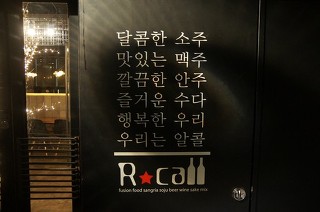 달콤한 소주
맛있는 맥주
깔끔한 안주
즐거운 수다
행복한 우리
우리는 알콜
R★call
fusion food sangria soju beer wine sake mix